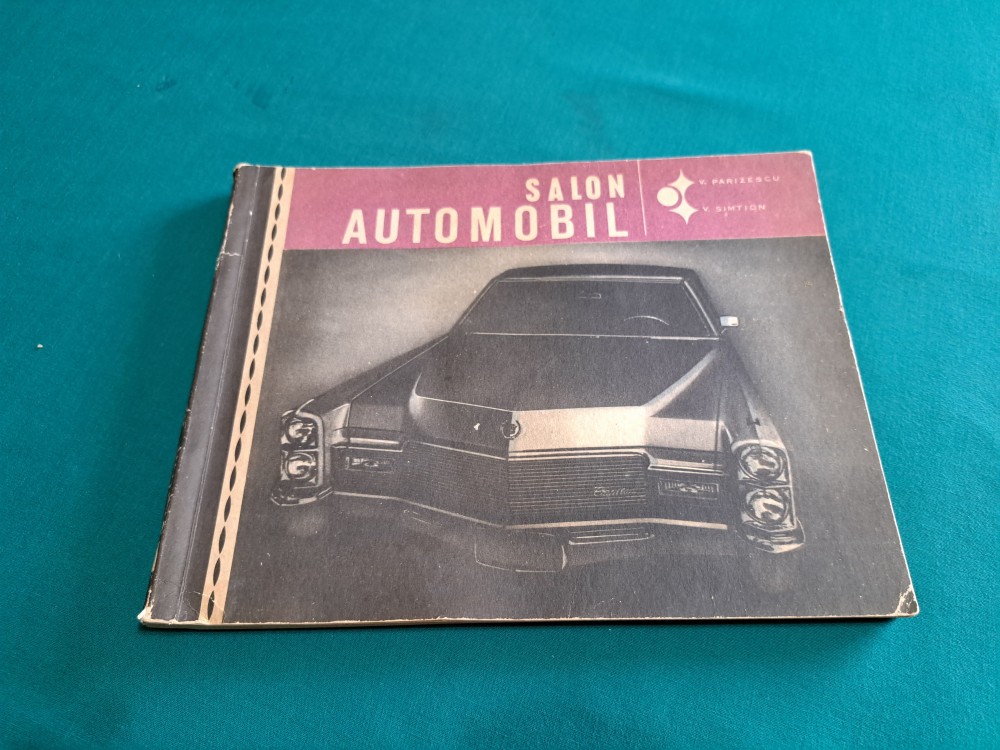 SALON
AUTOMOBIL
V. PARIZESCU
V. SIMTION